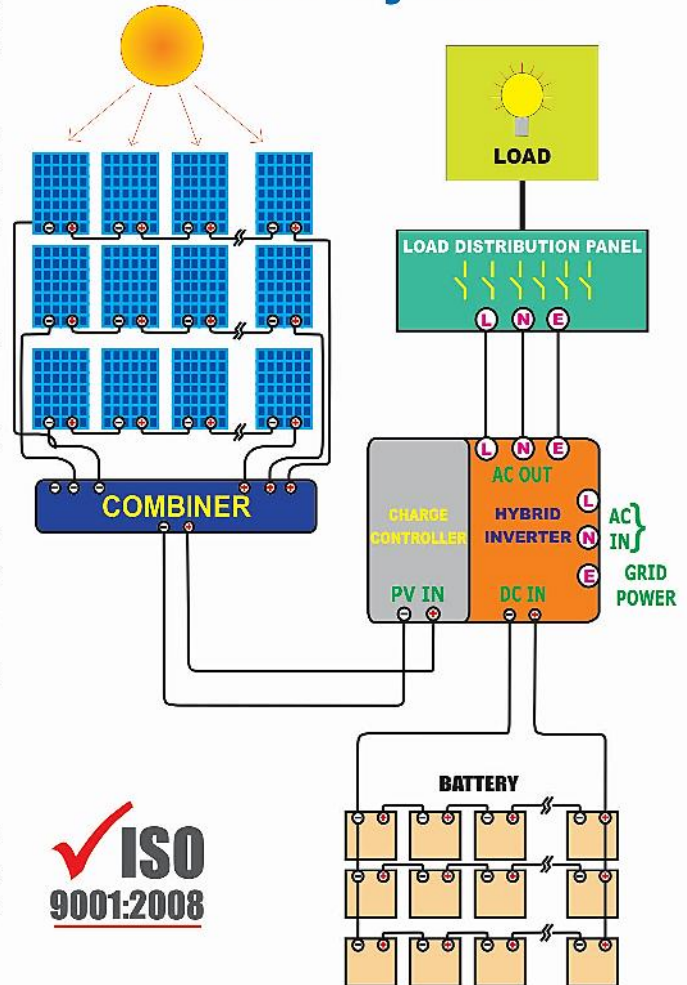 LOAD
LOAD DISTRIBUTION PANEL
L N E
L N E
AC OUT
COMBINER
CHARGE
CONTROLLER
HYBRID
INVERTER
L
N
E
AC
IN
GRID
POWER
PV IN
DC IN
BATTERY
ISO
9001:2008